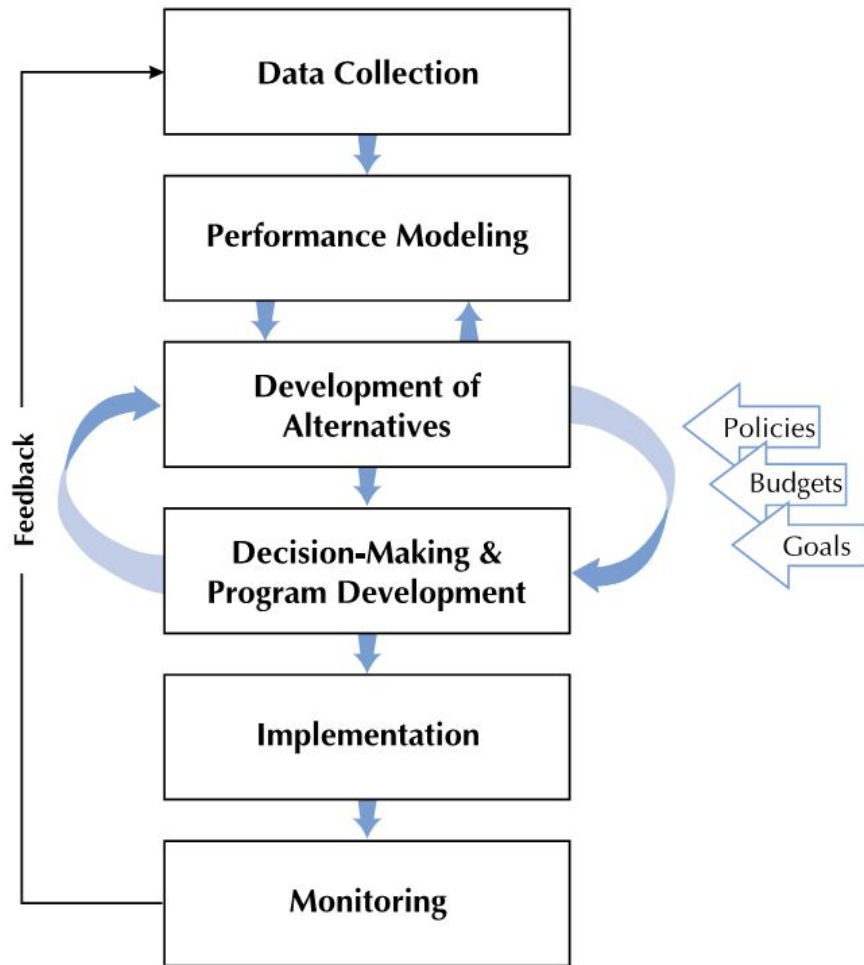 Data Collection
Performance Modeling
Development of
Alternatives
Policies
Budgets
Goals
Feedback
Decision-Making &
Program Development
Implementation
Monitoring